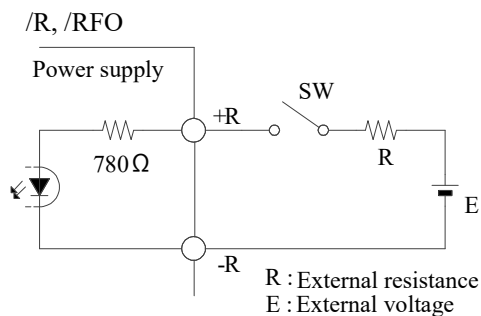 /R, /RFO
Power supply
SW
+R
780Ω
R
E
-R
R : External resistance
E : External voltage